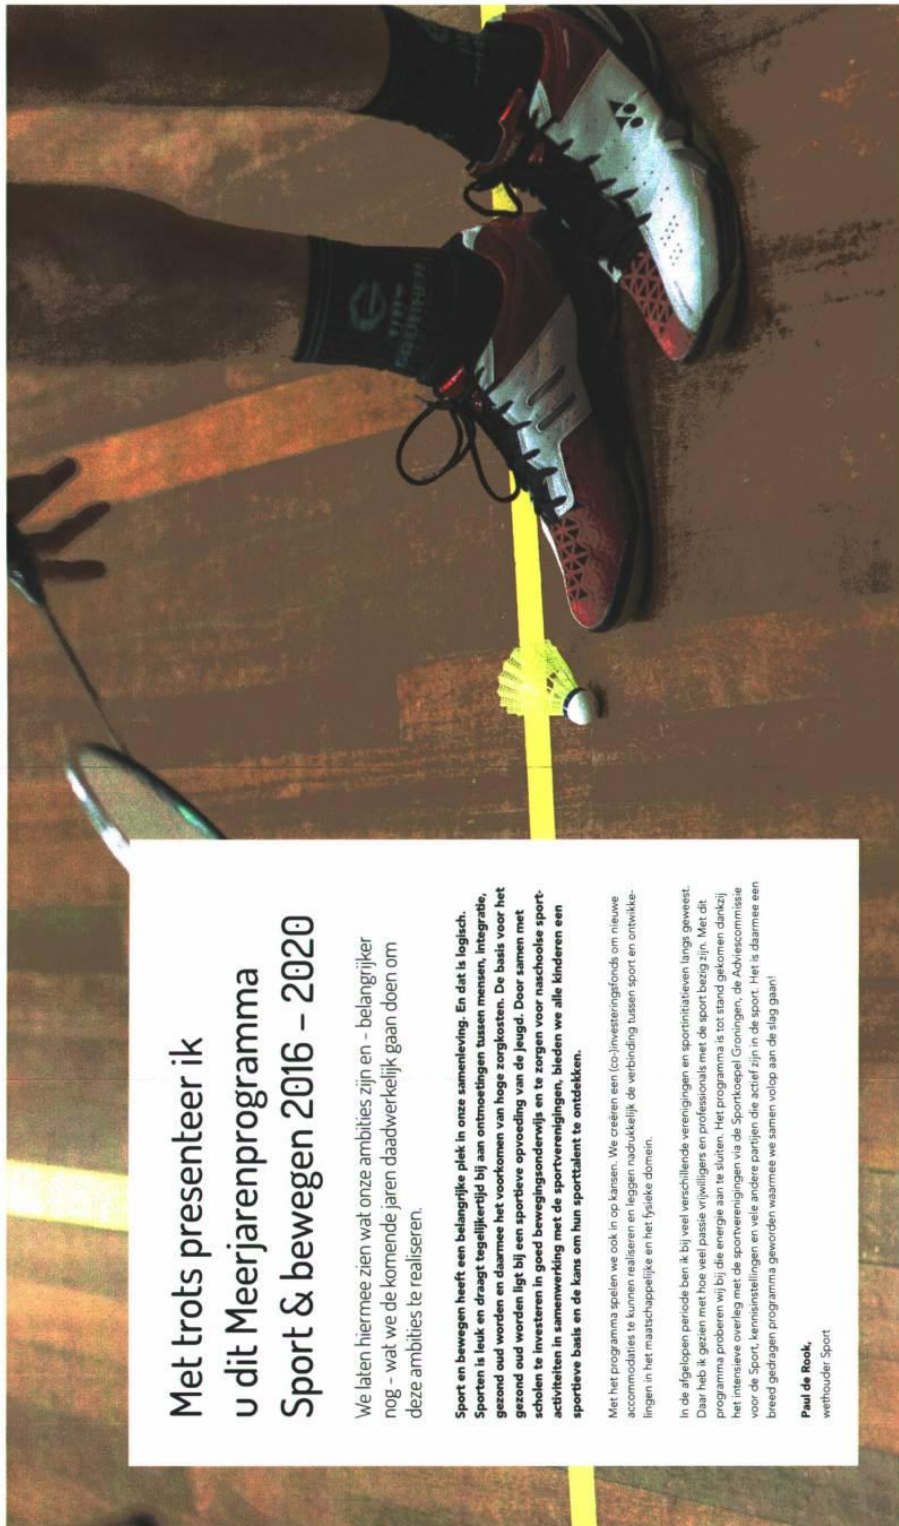 Met trots presenteer ik
u dit Meerjarenprogramma
Sport & bewegen 2016 – 2020
We laten hiermee zien wat onze ambities zijn en – belangrijker
nog – wat we de komende jaren daadwerkelijk gaan doen om
deze ambities te realiseren.
Sport en bewegen heeft een belangrijke plek in onze samenleving. En dat is logisch.
Sporten is leuk en draagt tegelijkertijd bij aan ontmoetingen tussen mensen, integratie,
gezond oud worden en daarmee het voorkomen van hoge zorgkosten. De basis voor het
gezond oud worden ligt bij een sportieve opvoeding van de jeugd. Door samen met
scholen te investeren in goed bewegingsonderwijs en te zorgen voor naschoolse sport-
activiteiten in samenwerking met de sportverenigingen, bieden we alle kinderen een
sportieve basis en de kans om hun sporttalent te ontdekken.
Met het programma spelen we ook in op kansen. We creëren een (co-)investeringsfonds om nieuwe
accommodaties te kunnen realiseren en leggen nadrukkelijk de verbinding tussen sport en ontwikke-
lingen in het maatschappelijke en het fysieke domein.
In de afgelopen periode ben ik bij veel verschillende verenigingen en sportinitiatieven langs geweest.
Daar heb ik gezien met hoe veel passie vrijwilligers en professionals met de sport bezig zijn. Met dit
programma proberen wij bij die energie aan te sluiten. Het programma is tot stand gekomen dankzij
het intensieve overleg met de sportverenigingen via de Sportkoepel Groningen, de Adviescommissie
voor de Sport, kennisinstellingen en vele andere partijen die actief zijn in de sport. Het is daarmee een
breed gedragen programma geworden waarmee we samen volop aan de slag gaan!
Paul de Rook,
wethouder Sport